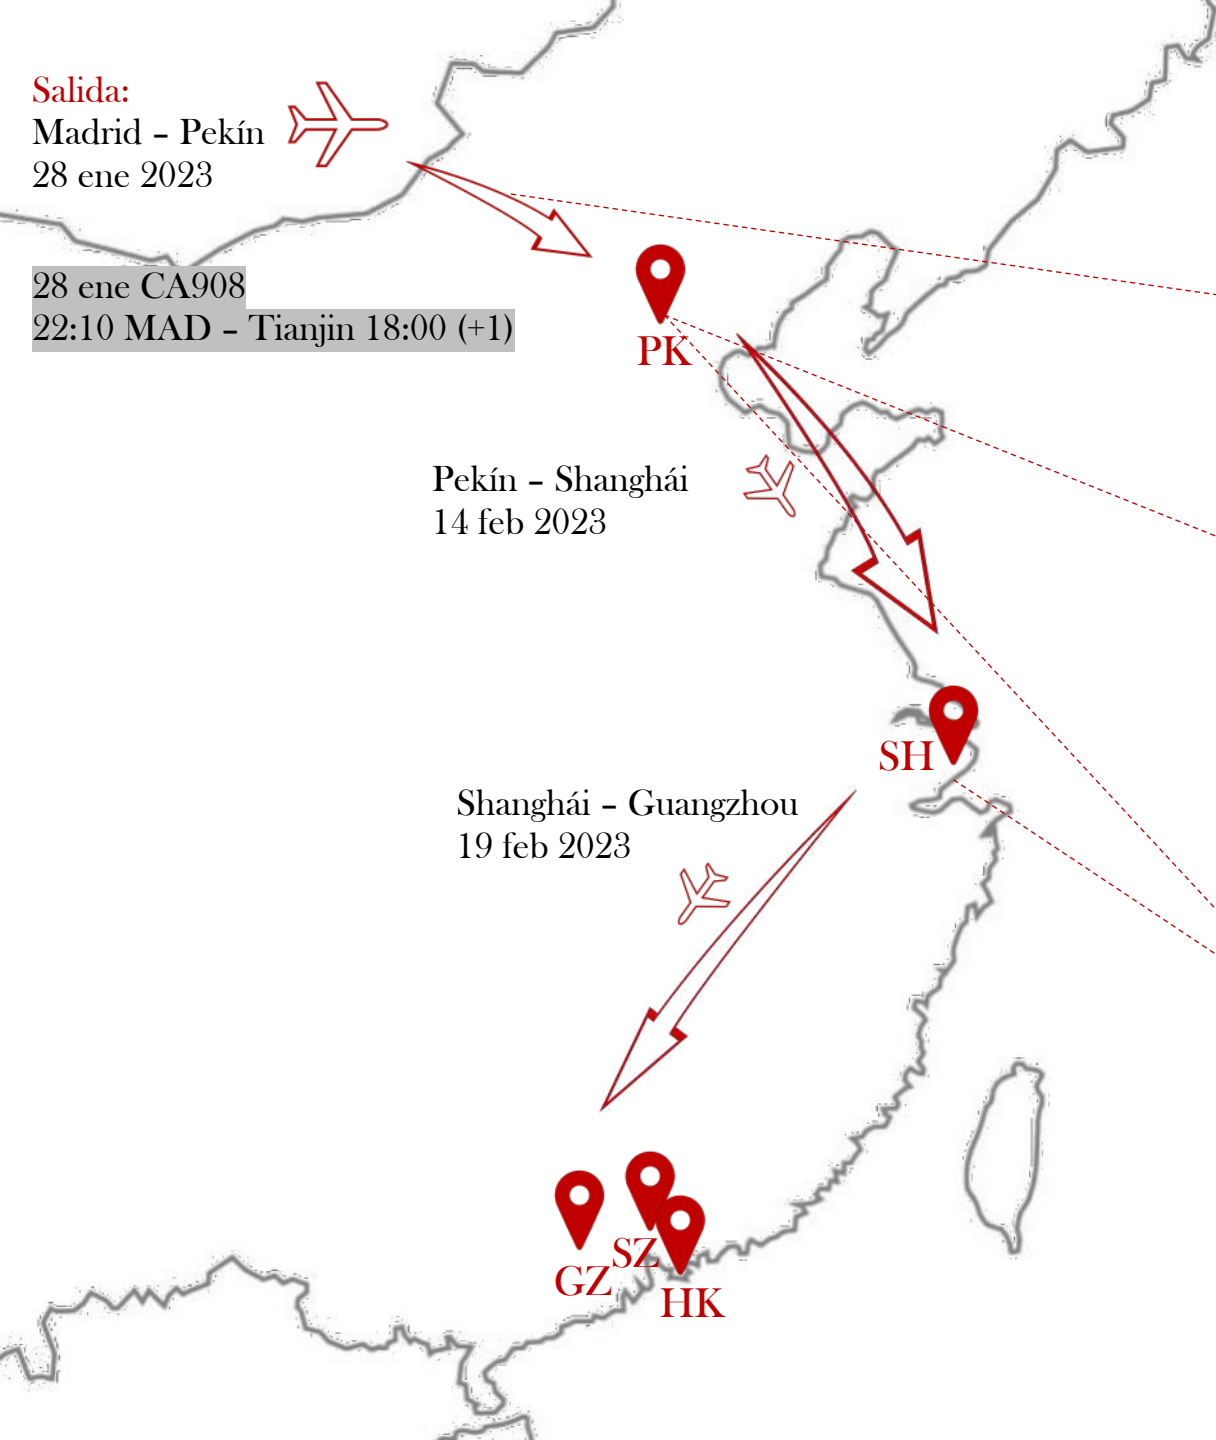 Salida:
Madrid – Pekín
28 ene 2023
28 ene CA908
22:10 MAD – Tianjin 18:00 (+1)
PK
Pekín – Shanghái
14 feb 2023
SH
Shanghái – Guangzhou
19 feb 2023
SZ
GZ
HK